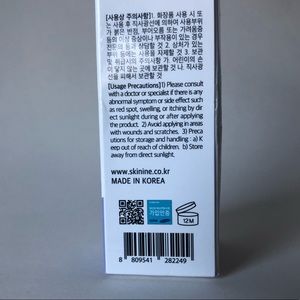 [사용상 주의사항]1) 화장품 사용 시 또
는 사용 후 직사광선에 의하여 사용부위
가 붉은 반점, 부어오름 또는 가려움증
등의 이상 증상이나 부작용이 있는 경우
전문의 등과 상담할 것 2) 상처가 있는
부위 등에는 사용을 자제할 것 3) 보관 및
취급시의 주의사항 가. 어린이의 손
이 닿지 않는 곳에 보관할 것 나. 직사광
선을 피해서 보관할 것
[Usage Precautions]1) Please consult
with a doctor or specialist if there is any
abnormal symptom or side effect such
as red spot, swelling, or itching by di
rect sunlight during or after applying
the product. 2) Avoid applying in areas
with wounds and scratches. 3) Preca
utions for storage and handling : a) K
eep out of reach of children. b) Store
away from direct sunlight.
www.skinine.co.kr
MADE IN KOREA
가입인증
12M
8 809541 282249